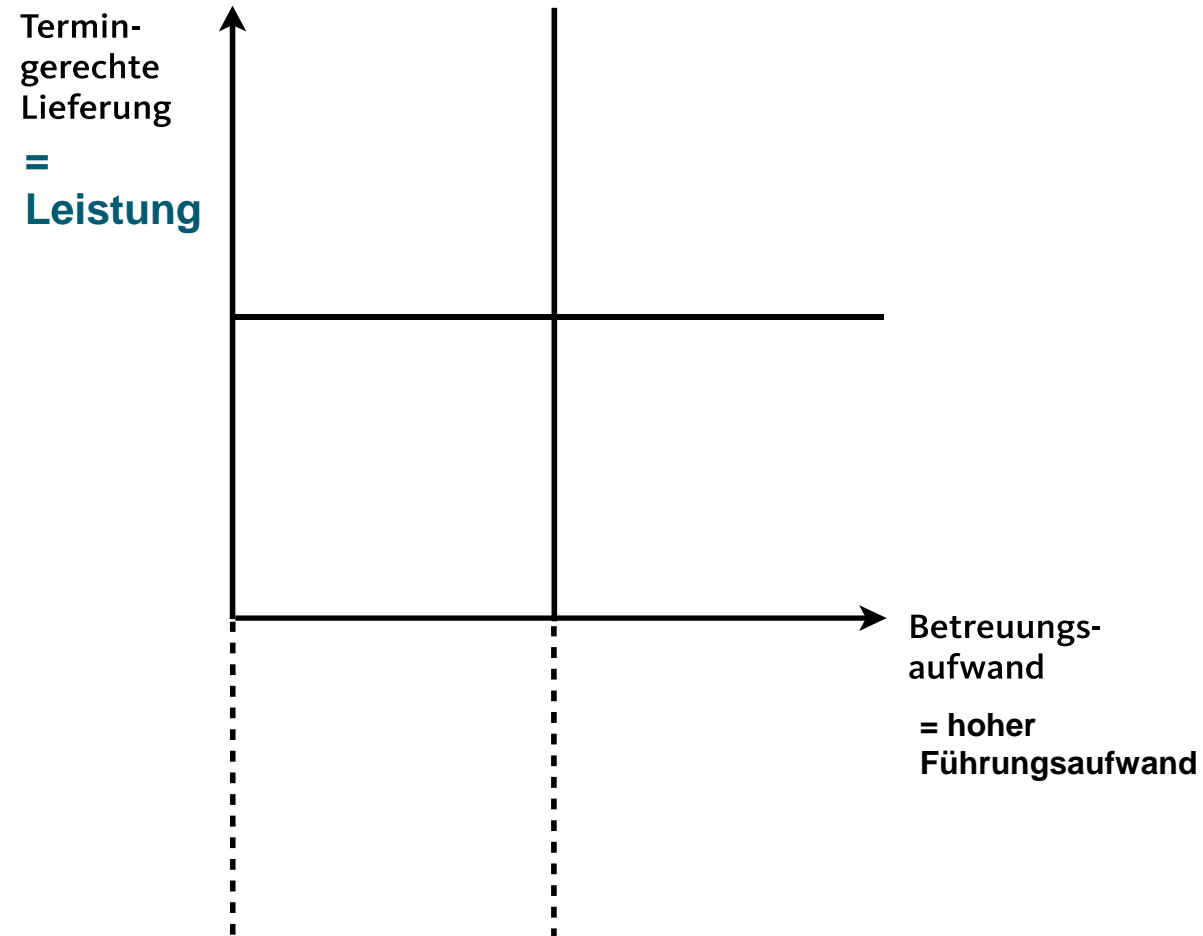 Termin-
gerechte
Lieferung
=
Leistung
Betreuungs-
aufwand
= hoher
Führungsaufwand